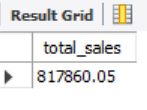 Result Grid
total_sales
817860.05